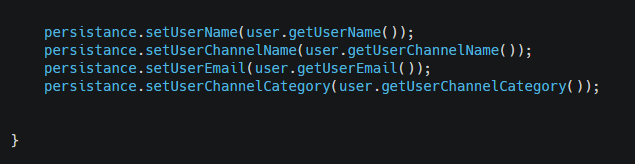 persistance.setUserName(user.getUserName());
persistance.setUserChannelName(user.getUserChannelName());
persistance.setUserEmail(user.getUserEmail());
persistance.setUserChannelCategory(user.getUserChannelCategory());
}